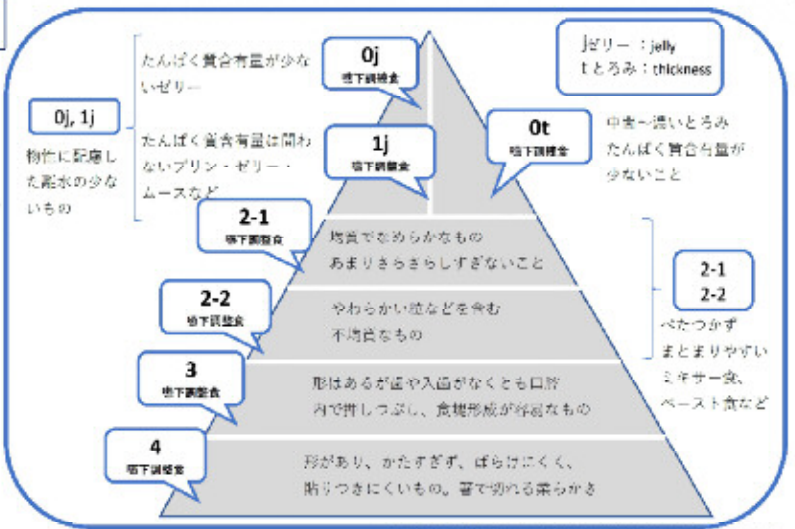 0j
嚥下訓練食
jゼリー：jelly
tとろみ：thickness
たんぱく質含有量が少な
いゼリー
0j, 1j
物性に配慮し
た離水の少な
いもの
たんぱく質含有量は問わ
ないプリン・ゼリー・
ムースなど
1j
嚥下調整食
0t
嚥下訓練食
中間～濃いとろみ
たんぱく質含有量が
少ないこと
2-1
嚥下調整食
均質でなめらかなもの
あまりさらさらしすぎないこと
2-2
嚥下調整食
やわらかい粒などを含む
不均質なもの
2-1
2-2
べたつかず
まとまりやすい
ミキサー食、
ペースト食など
3
嚥下調整食
形はあるが歯や入歯がなくとも口腔
内で押しつぶし、食塊形成が容易なもの
4
嚥下調整食
形があり、かたすぎず、ばらけにくく、
貼りつきにくいもの。箸で切れる柔らかさ